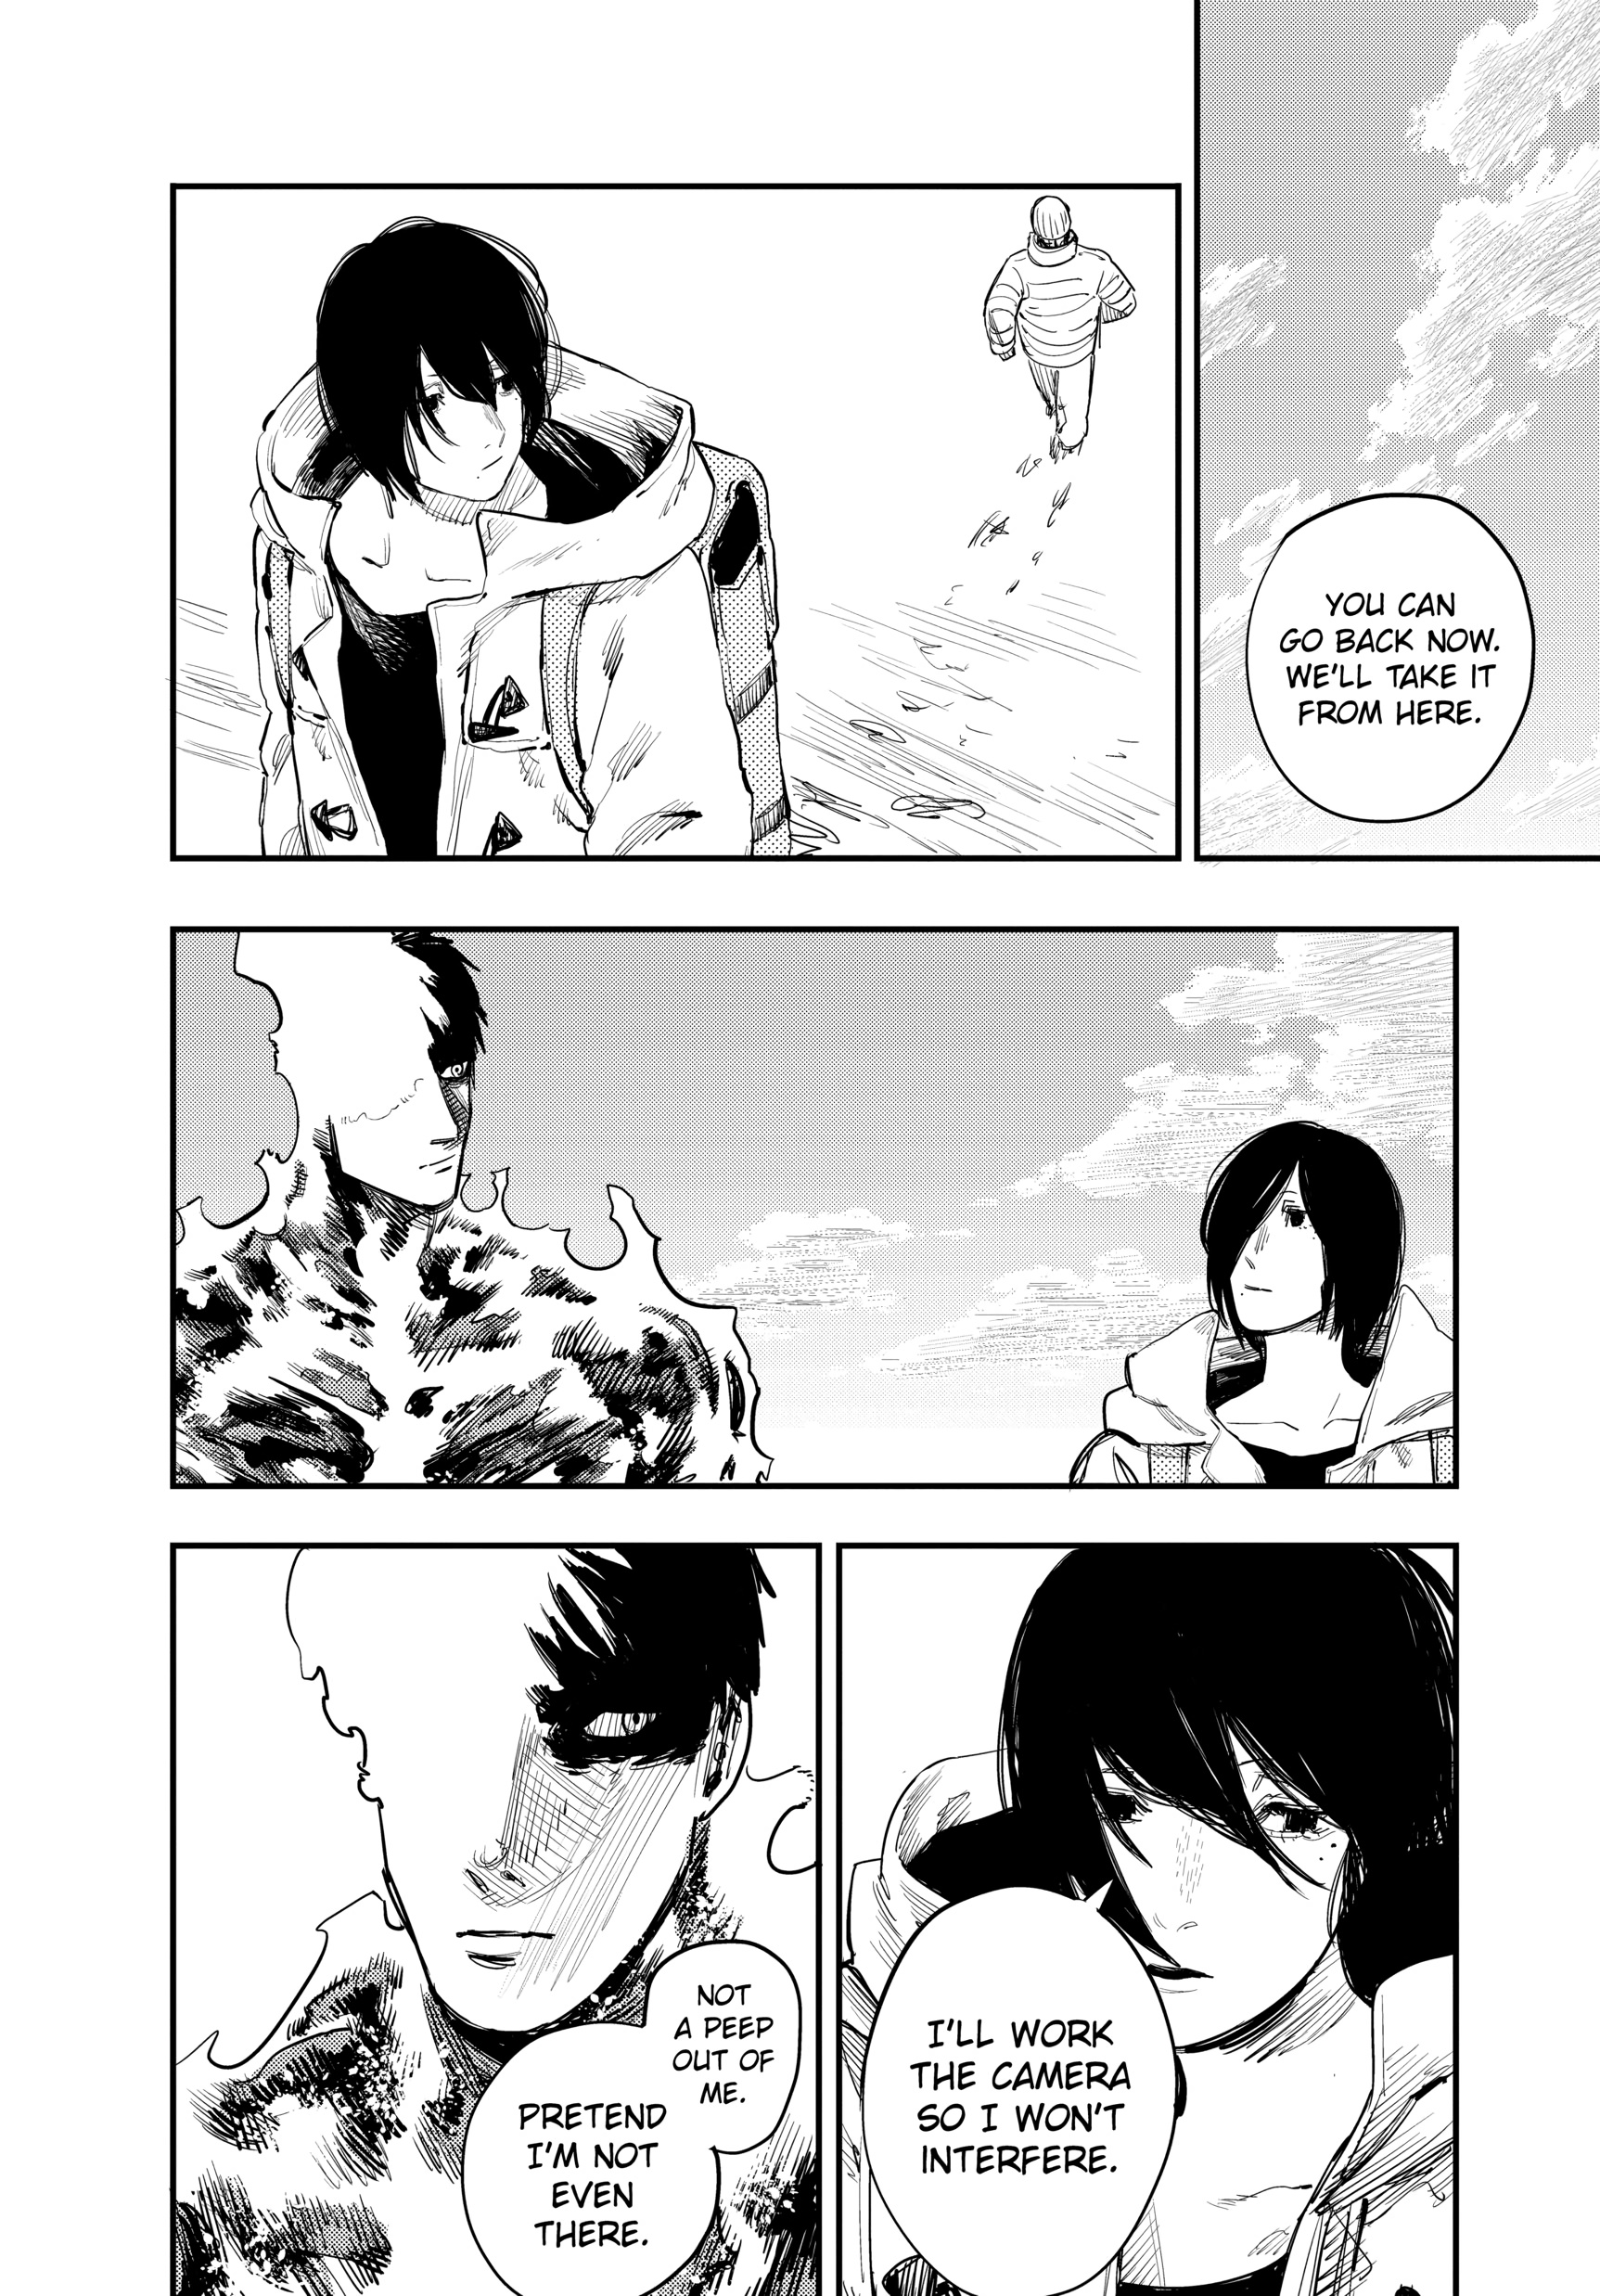 YOU CAN
GO BACK NOW.
WE'LL TAKE IT
FROM HERE.
I'LL WORK
THE CAMERA
SO I WON'T
INTERFERE.
NOT
A PEEP
OUT OF
ME.
PRETEND
I'M NOT
EVEN
THERE.